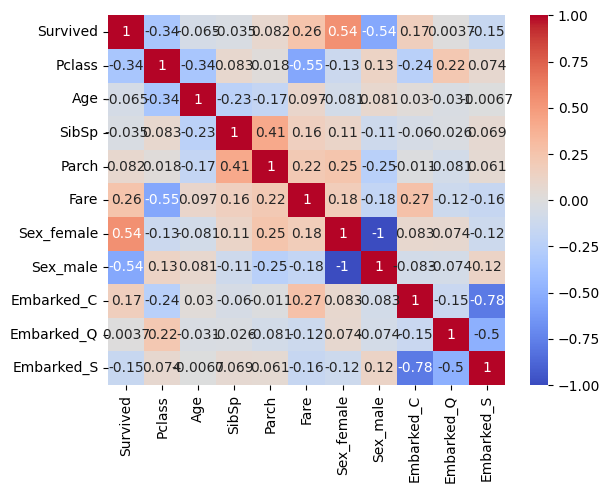 Survived 1 -0.34 -0.065 -0.035 0.082 0.26 0.54 -0.54 0.17 0.0037 -0.15
Pclass -0.34 1 -0.34 0.083 0.018 -0.55 -0.13 0.13 -0.24 0.22 0.074
Age -0.065 -0.34 1 -0.23 -0.17 0.097 -0.081 0.081 0.03 -0.031 -0.0067
SibSp -0.035 0.083 -0.23 1 0.41 0.16 0.11 -0.11 -0.06 -0.026 0.069
Parch 0.082 0.018 -0.17 0.41 1 0.22 0.25 -0.25 -0.011 -0.081 0.061
Fare 0.26 -0.55 0.097 0.16 0.22 1 0.18 -0.18 0.27 -0.12 -0.16
Sex_female 0.54 -0.13 -0.081 0.11 0.25 0.18 1 -1 0.083 0.074 -0.12
Sex_male -0.54 0.13 0.081 -0.11 -0.25 -0.18 -1 1 -0.083 -0.074 0.12
Embarked_C 0.17 -0.24 0.03 -0.06 -0.011 0.27 0.083 -0.083 1 -0.15 -0.78
Embarked_Q 0.0037 0.22 -0.031 -0.026 -0.081 -0.12 0.074 -0.074 -0.15 1 -0.5
Embarked_S -0.15 0.074 -0.0067 0.069 0.061 -0.16 -0.12 0.12 -0.78 -0.5 1
Survived Pclass Age SibSp Parch Fare Sex_female Sex_male Embarked_C Embarked_Q Embarked_S
1.00
0.75
0.50
0.25
0.00
−0.25
−0.50
−0.75
−1.00